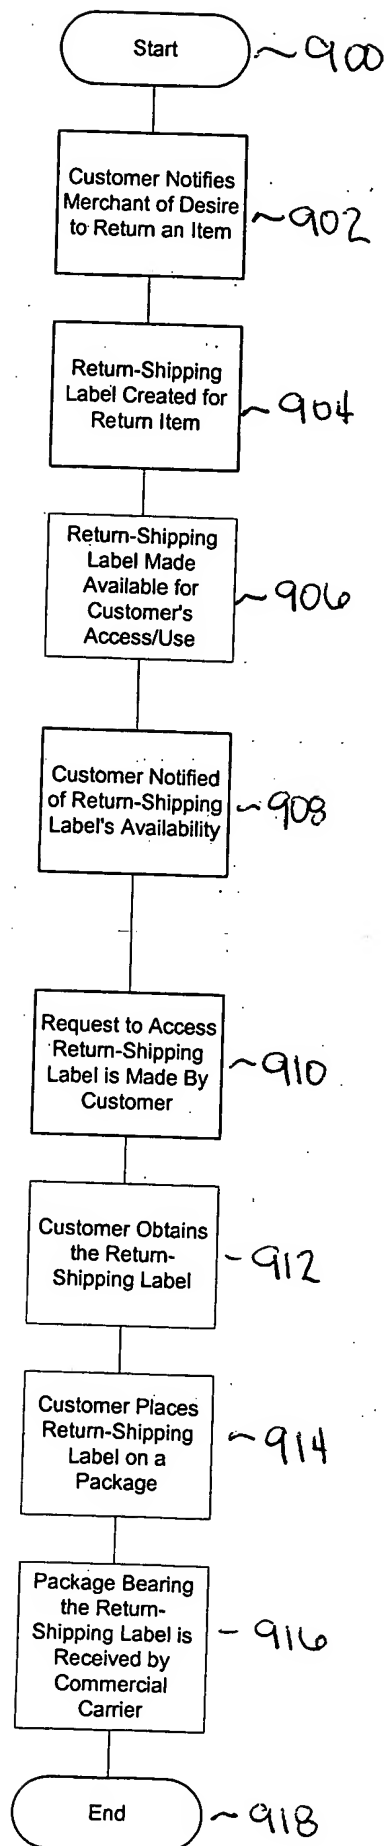 Start
~900
Customer Notifies
Merchant of Desire
to Return an Item
~902
Return-Shipping
Label Created for
Return Item
~904
Return-Shipping
Label Made
Available for
Customer's
Access/Use
~906
Customer Notified
of Return-Shipping
Label's Availability
~908
Request to Access
Return-Shipping
Label is Made By
Customer
~910
Customer Obtains
the Return-
Shipping Label
-912
Customer Places
Return-Shipping
Label on a
Package
~914
Package Bearing
the Return-
Shipping Label is
Received by
Commercial
Carrier
-916
End
~918